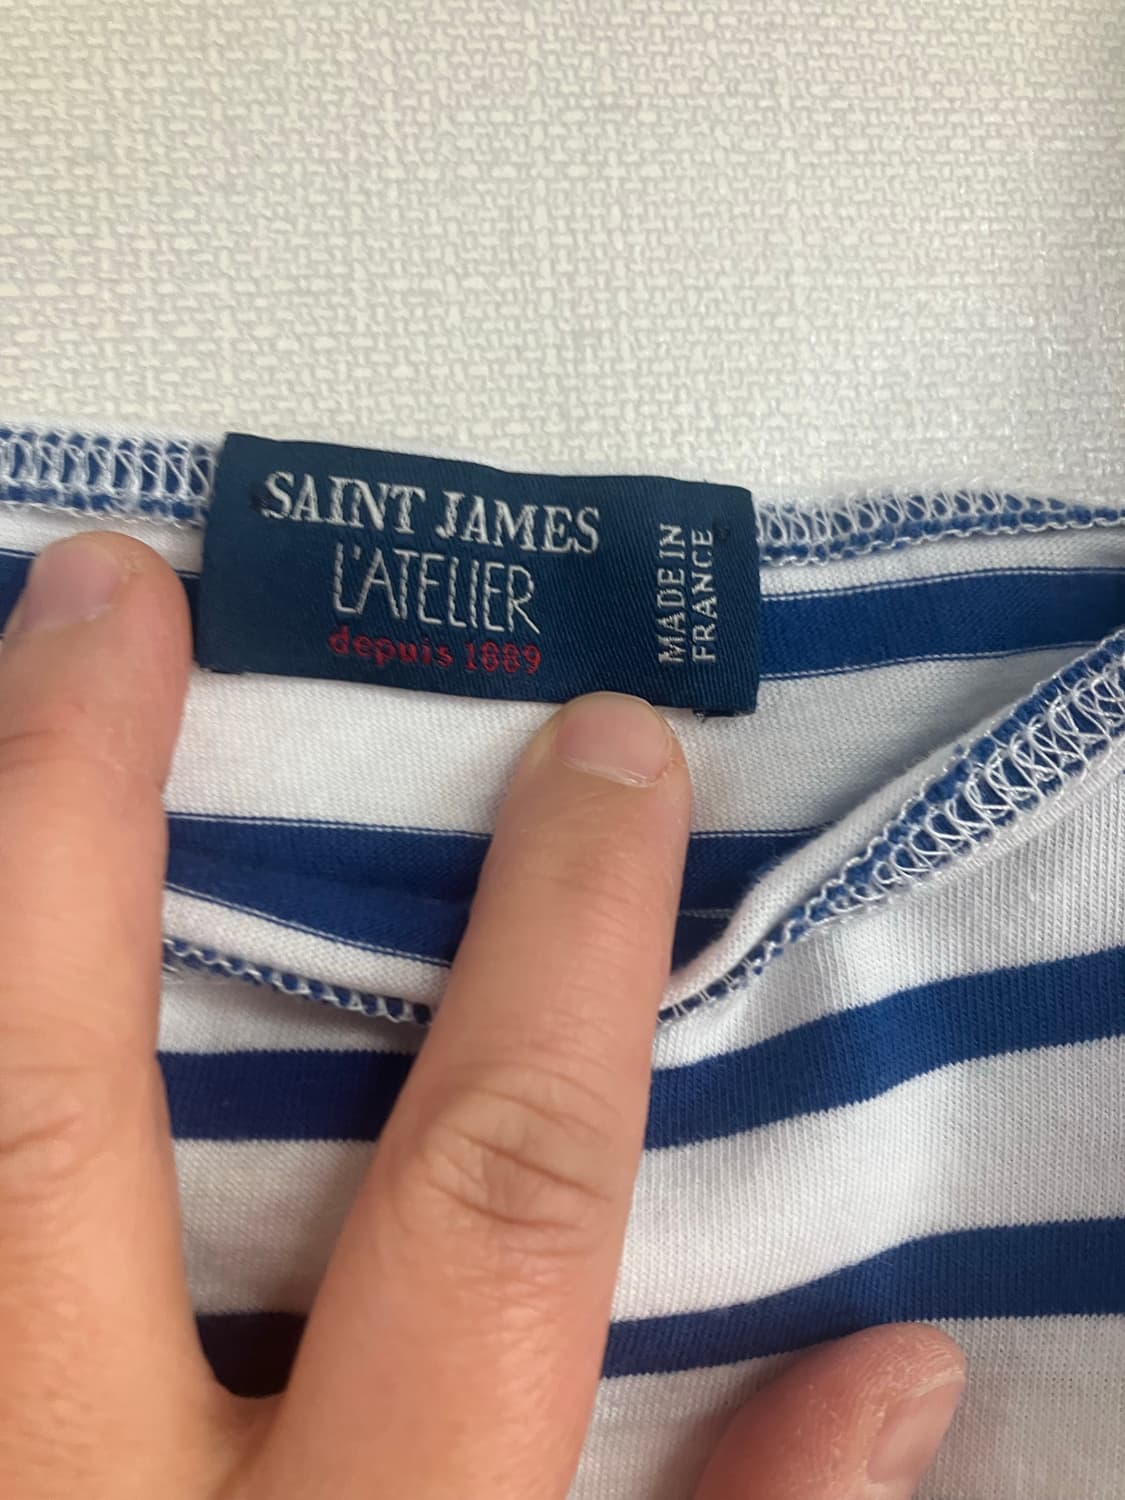 SAINT JAMES
L'ATELIER
depuis 1889
MADE IN
FRANCE